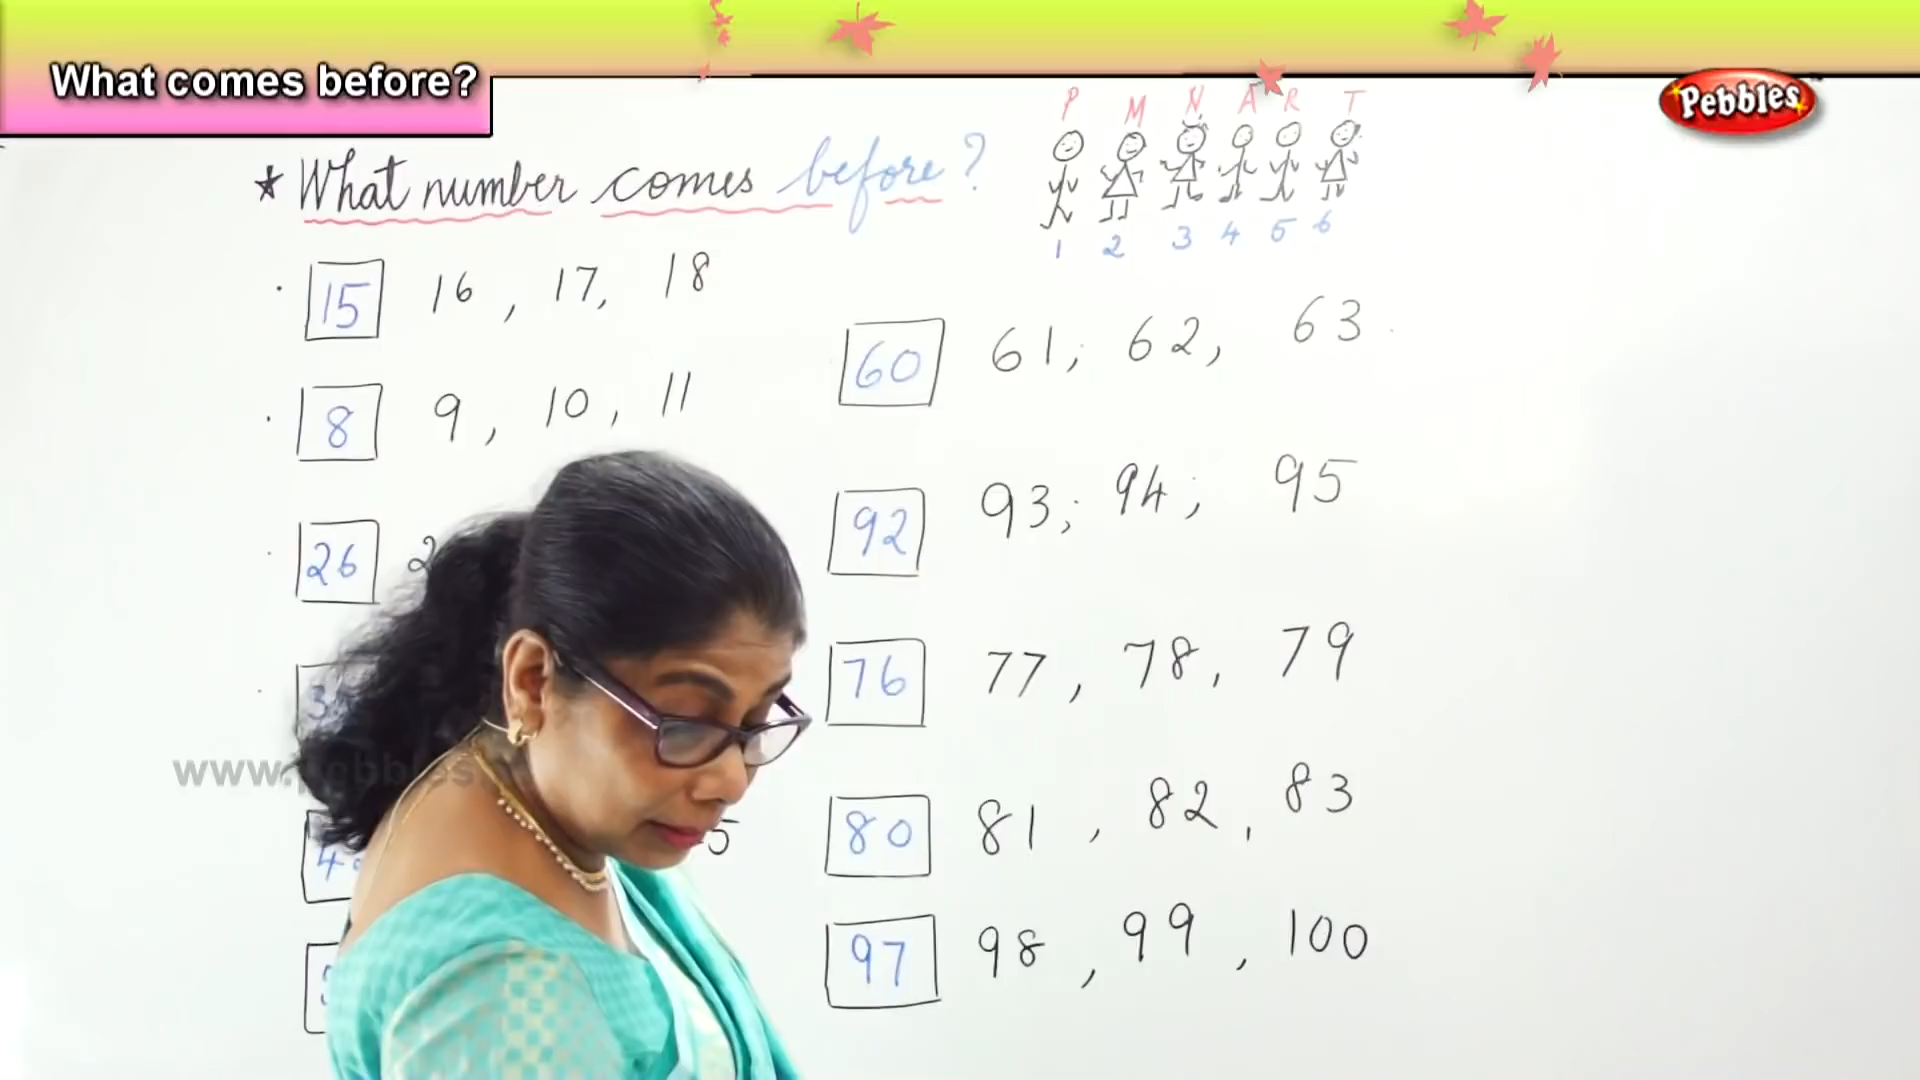 What comes before?
Pebbles
P M N A R T
* What number comes before?
1 2 3 4 5 6
15 16, 17, 18
8 9, 10, 11
26
60 61, 62, 63
92 93; 94; 95
76 77, 78, 79
80 81, 82, 83
97 98, 99, 100